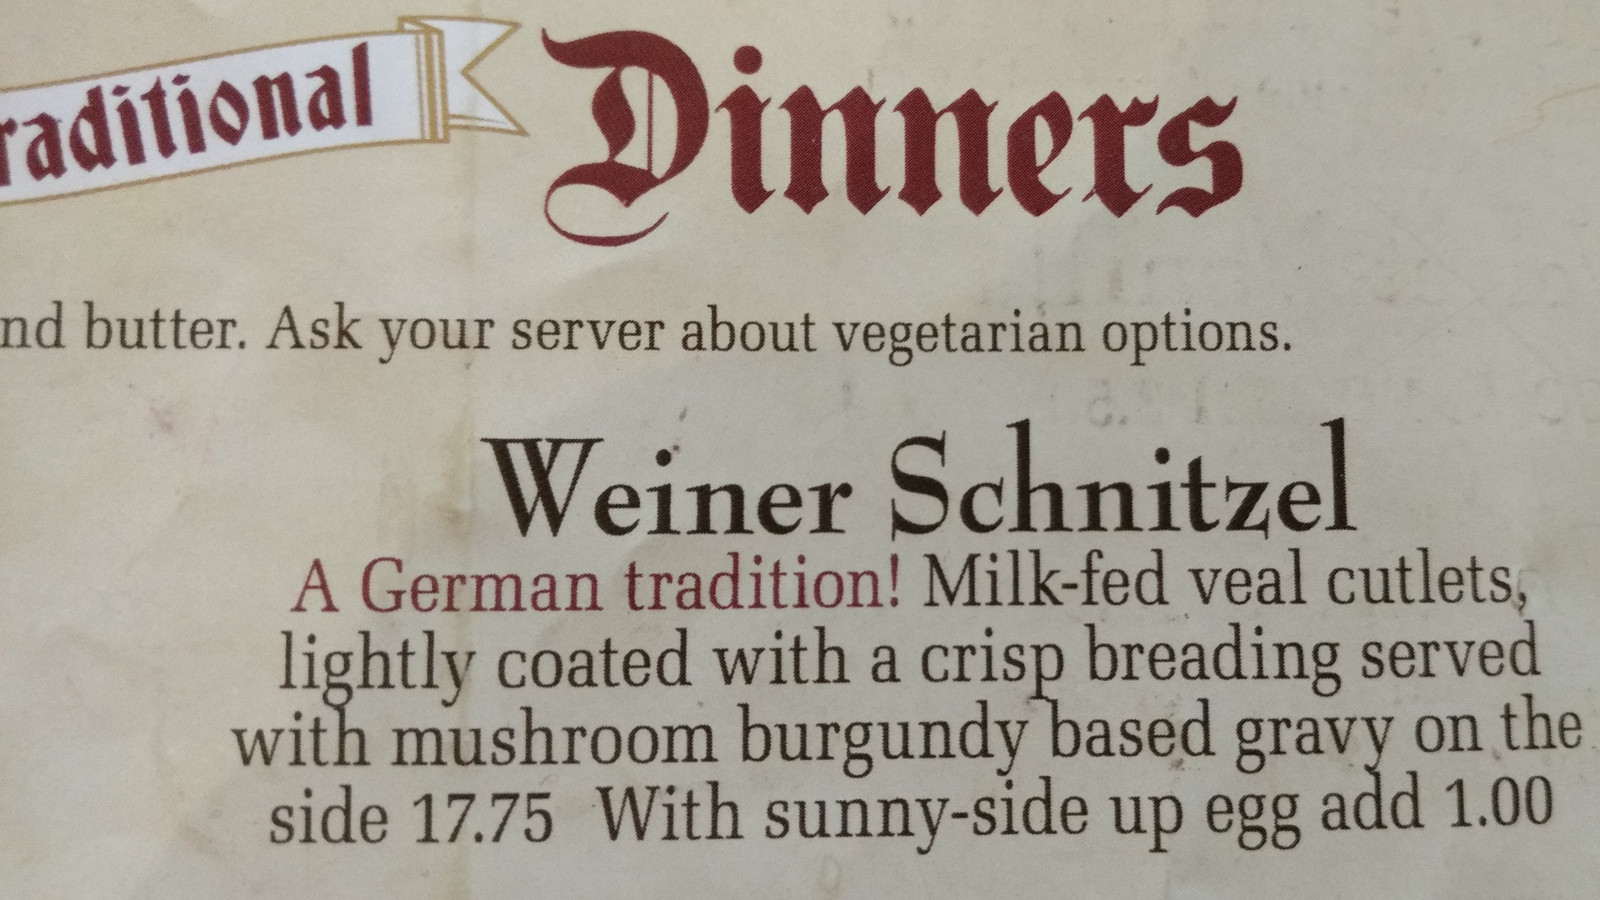 raditional Dinners
nd butter. Ask your server about vegetarian options.
Weiner Schnitzel
A German tradition! Milk-fed veal cutlets,
lightly coated with a crisp breading served
with mushroom burgundy based gravy on the
side 17.75 With sunny-side up egg add 1.00